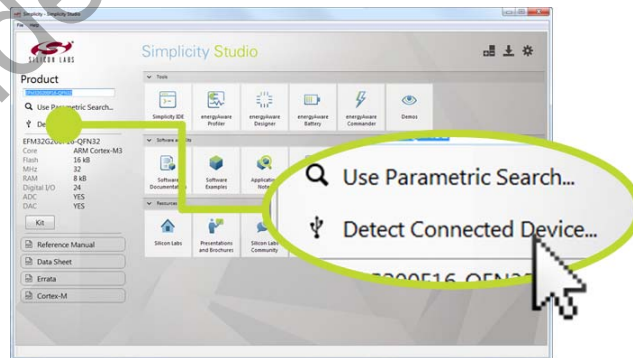 Simplicity - Simplicity Studio
File Help
SILICON LABS
Simplicity Studio
Product
Tools
Use Parametric Search...
Simplicity IDE
energyAware Profiler
energyAware Designer
energyAware Battery
energyAware Commander
Demos
EFM32G200F16-QFN32
Core ARM Cortex-M3
Flash 16 kB
MHz 32
RAM 8 kB
Digital I/O 24
ADC YES
DAC YES
Software
Software Documentation
Software Examples
Application
Kit
Resources
Reference Manual
Data Sheet
Errata
Cortex-M
Silicon Labs
Presentations and Brochures
Silicon Labs Community
Use Parametric Search...
Detect Connected Device...